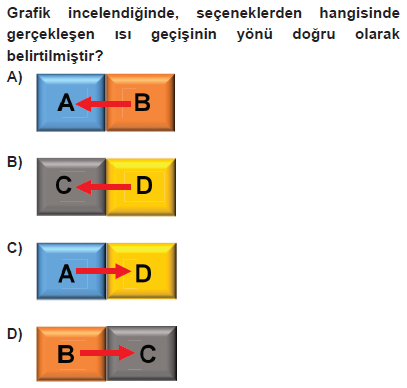 Grafik incelendiğinde, seçeneklerden hangisinde
gerçekleşen ısı geçişinin yönü doğru olarak
belirtilmiştir?
A)
A B
B)
C D
C)
A D
D)
B C